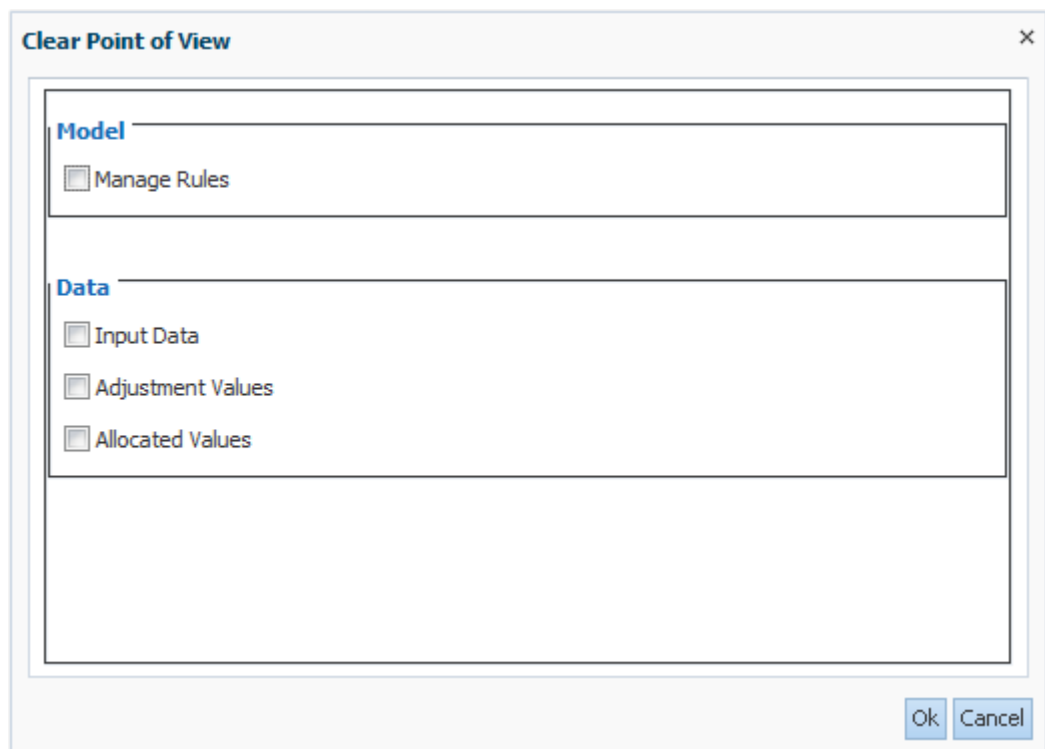 Clear Point of View
Model
Manage Rules
Data
Input Data
Adjustment Values
Allocated Values
Ok Cancel